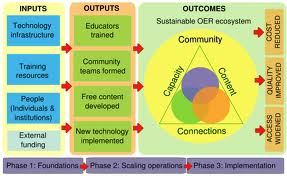 INPUTS
OUTPUTS
OUTCOMES
Technology
infrastructure
Training
resources
People
(Individuals &
institutions)
External
funding
Educators
trained
Community
teams formed
Free content
developed
New technology
implemented
Sustainable OER ecosystem
Community
Capacity
Content
Connections
COST
REDUCED
QUALITY
IMPROVED
ACCESS
WIDENED
Phase 1: Foundations
Phase 2: Scaling operations
Phase 3: Implementation